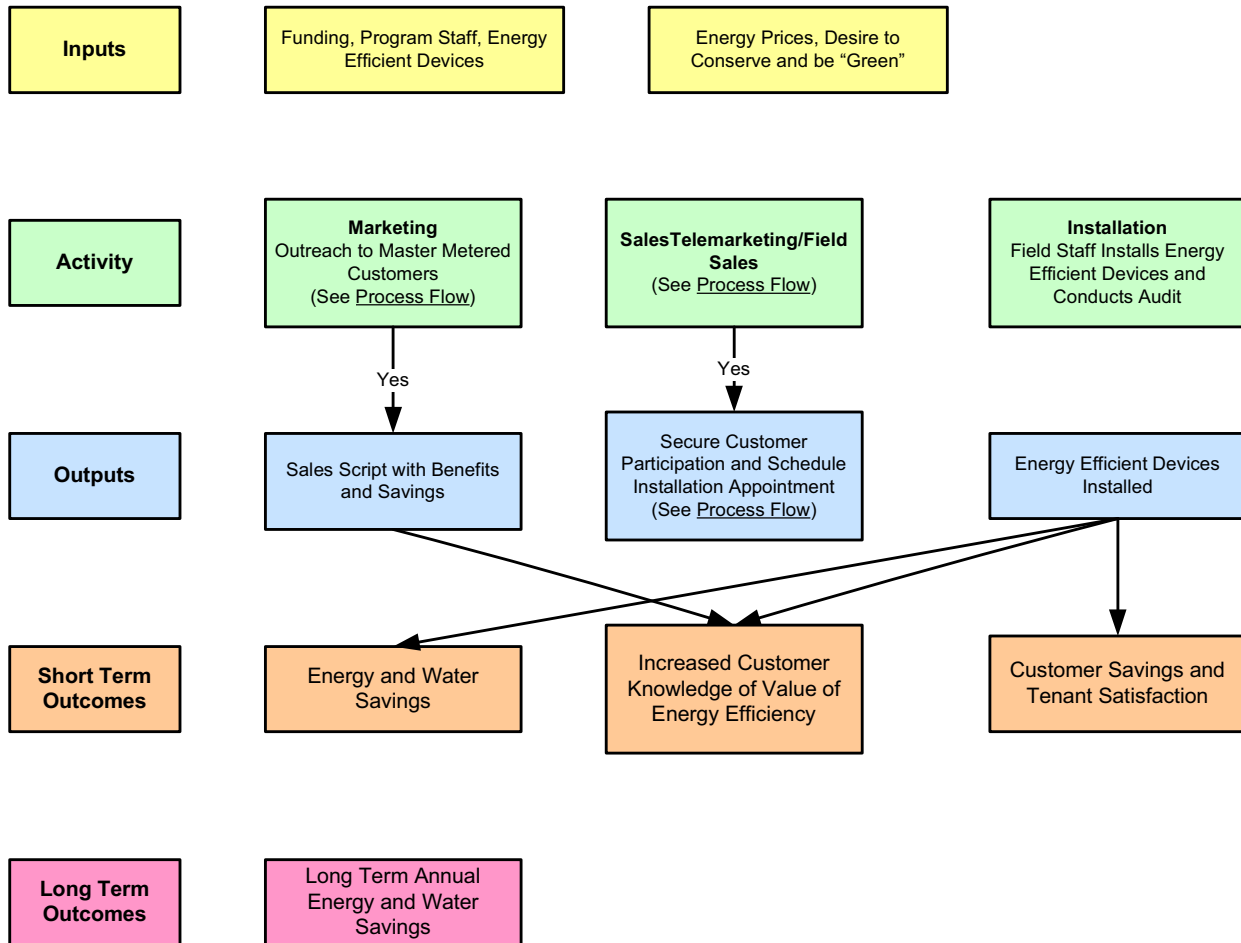 Inputs
Funding, Program Staff, Energy
Efficient Devices
Energy Prices, Desire to
Conserve and be “Green”
Activity
Marketing
Outreach to Master Metered
Customers
(See Process Flow)
SalesTelemarketing/Field
Sales
(See Process Flow)
Installation
Field Staff Installs Energy
Efficient Devices and
Conducts Audit
Yes
Yes
Outputs
Sales Script with Benefits
and Savings
Secure Customer
Participation and Schedule
Installation Appointment
(See Process Flow)
Energy Efficient Devices
Installed
Short Term
Outcomes
Energy and Water
Savings
Increased Customer
Knowledge of Value of
Energy Efficiency
Customer Savings and
Tenant Satisfaction
Long Term
Outcomes
Long Term Annual
Energy and Water
Savings